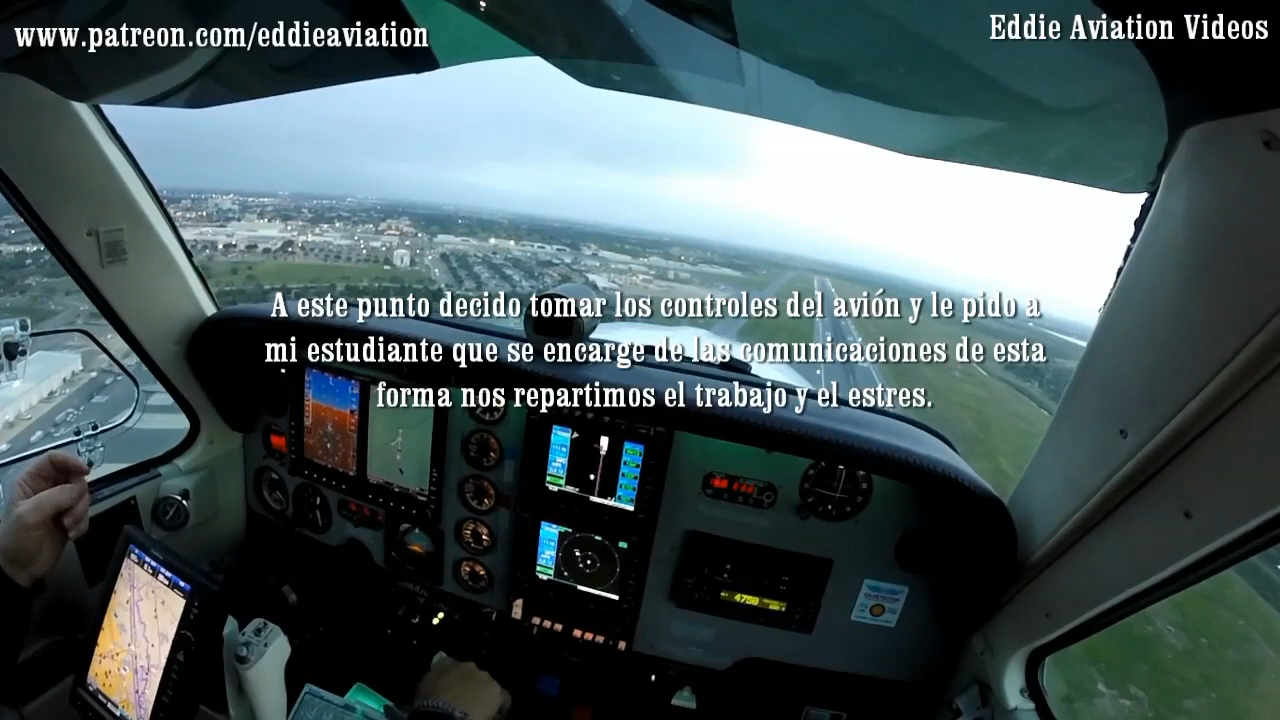 www.patreon.com/eddieaviation
Eddie Aviation Videos
A este punto decido tomar los controles del avión y le pido a
mi estudiante que se encarge de las comunicaciones de esta
forma nos repartimos el trabajo y el estres.
4750